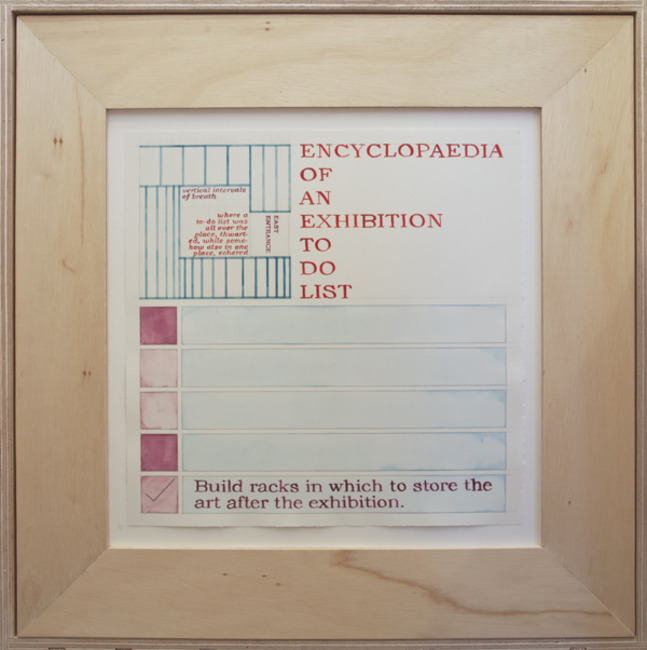 ENCYCLOPAEDIA
OF
AN
EXHIBITION
TO
DO
LIST
vertical intervals
of breath
where a
to-do list was
all over the
place, thwart-
ed, while some-
how also in one
place, cohered
EAST
ENTRANCE
Build racks in which to store the
art after the exhibition.